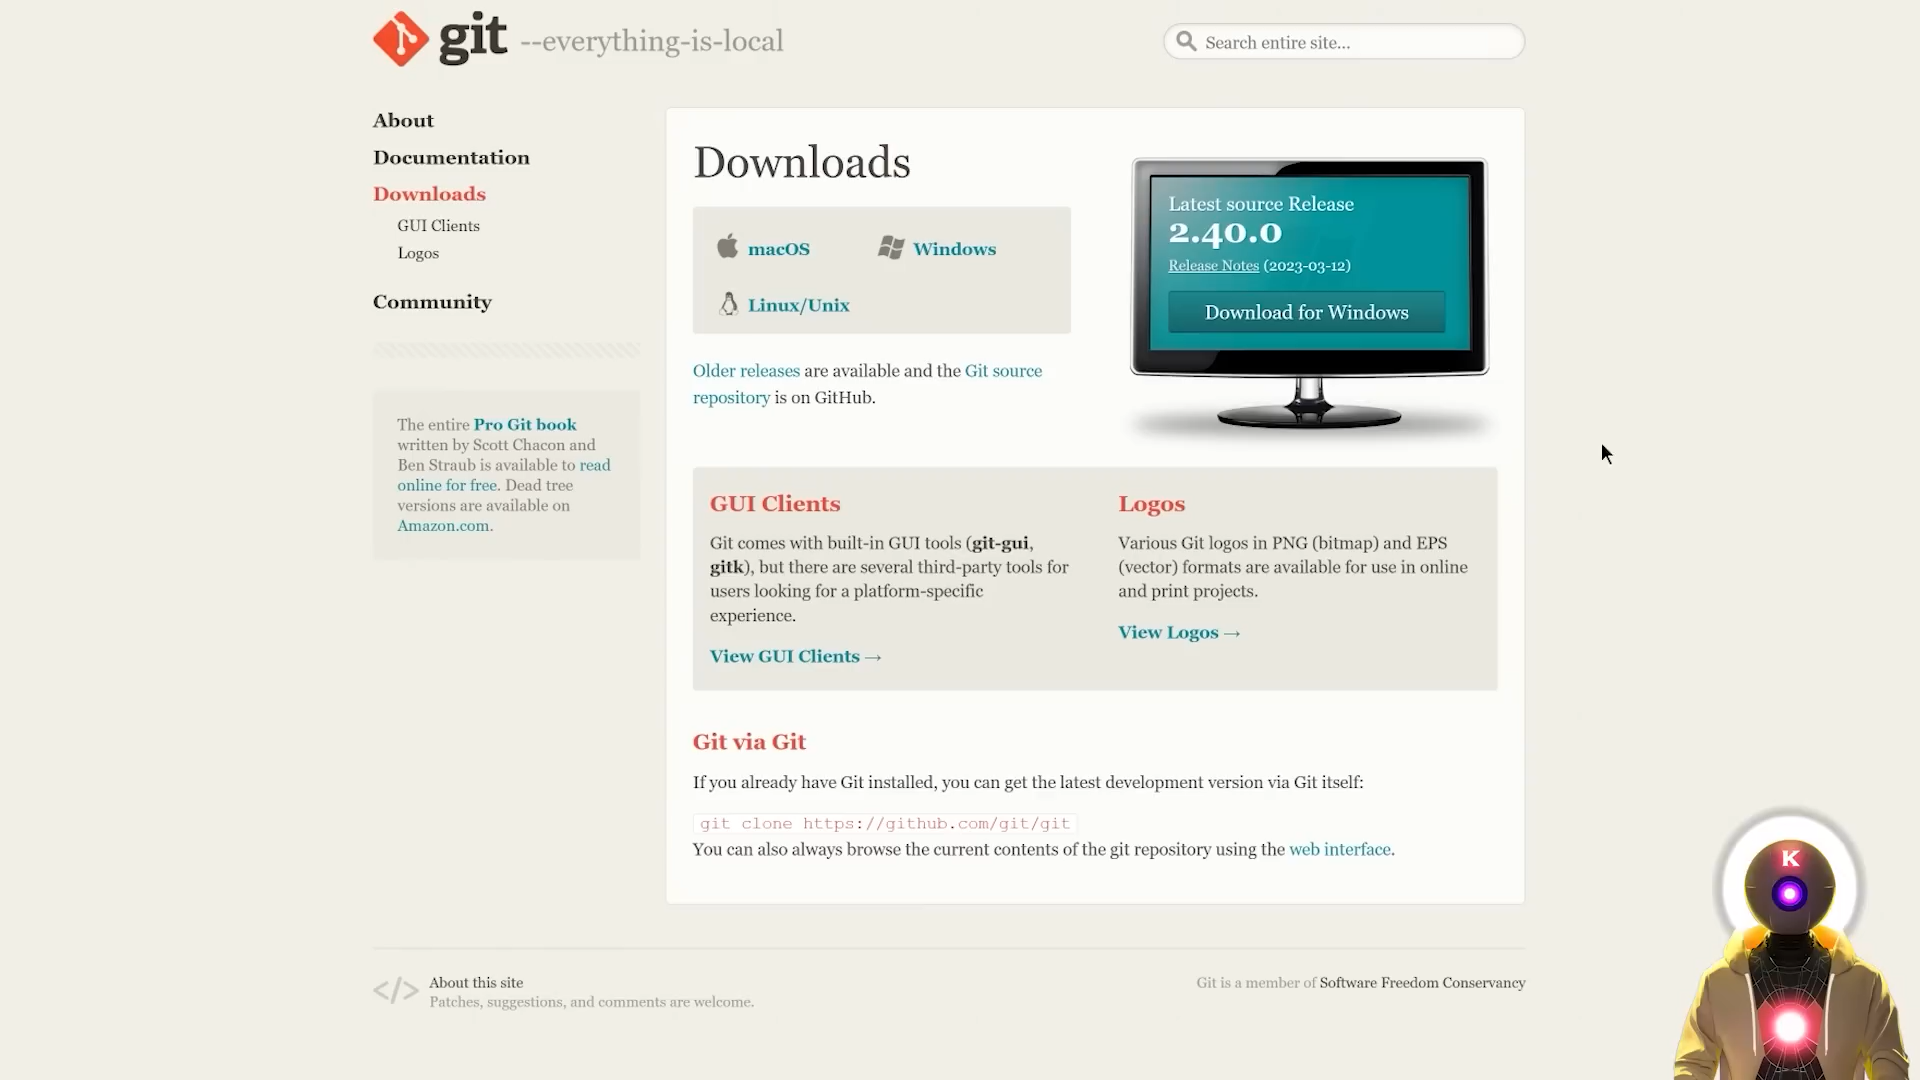 git --everything-is-local
Search entire site...
About
Documentation
Downloads
GUI Clients
Logos
Community
The entire Pro Git book
written by Scott Chacon and
Ben Straub is available to read
online for free. Dead tree
versions are available on
Amazon.com.
Downloads
macOS
Windows
Linux/Unix
Older releases are available and the Git source
repository is on GitHub.
Latest source Release
2.40.0
Release Notes (2023-03-12)
Download for Windows
GUI Clients
Git comes with built-in GUI tools (git-gui,
gitk), but there are several third-party tools for
users looking for a platform-specific
experience.
View GUI Clients →
Logos
Various Git logos in PNG (bitmap) and EPS
(vector) formats are available for use in online
and print projects.
View Logos →
Git via Git
If you already have Git installed, you can get the latest development version via Git itself:
git clone https://github.com/git/git
You can also always browse the current contents of the git repository using the web interface.
</> About this site
Patches, suggestions, and comments are welcome.
Git is a member of Software Freedom Conservancy
K